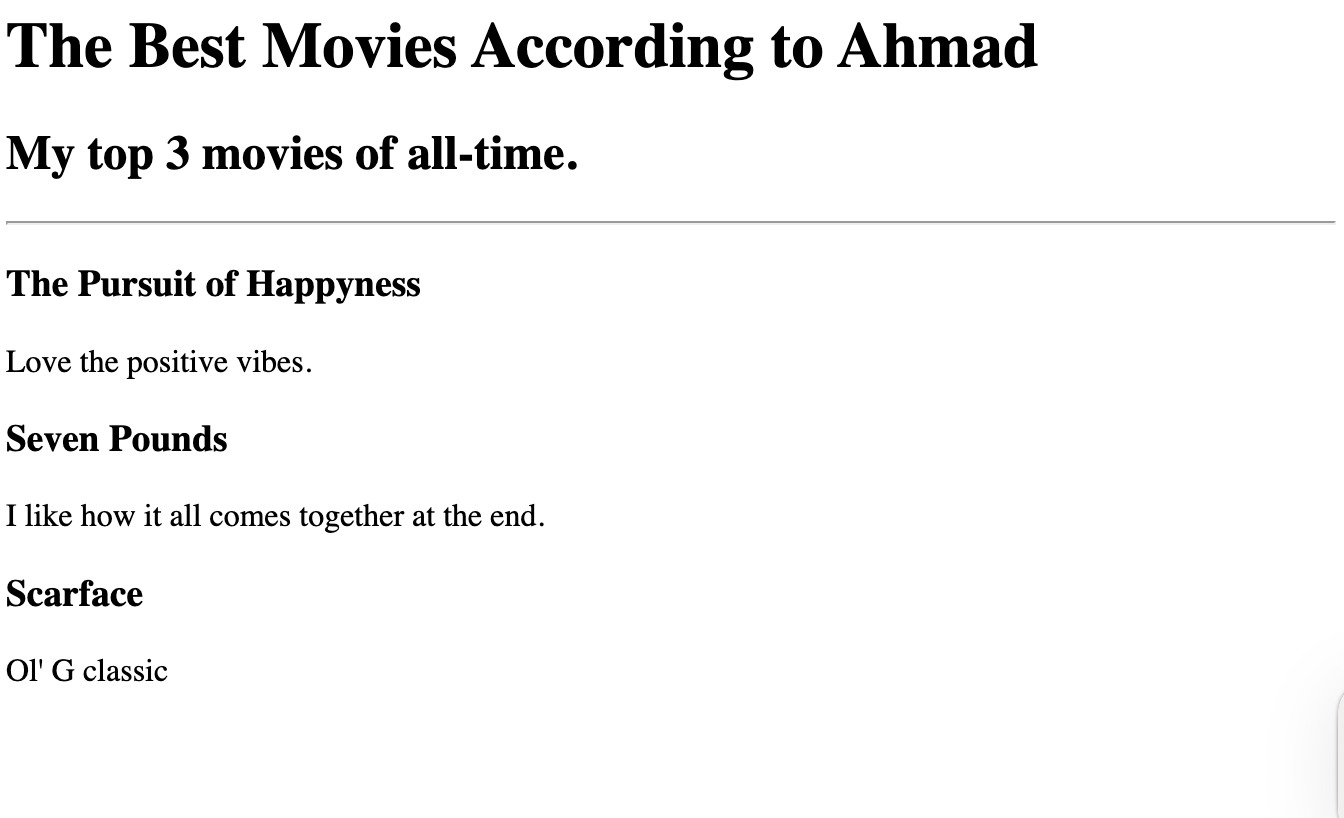 The Best Movies According to Ahmad
My top 3 movies of all-time.
The Pursuit of Happyness
Love the positive vibes.
Seven Pounds
I like how it all comes together at the end.
Scarface
Ol' G classic